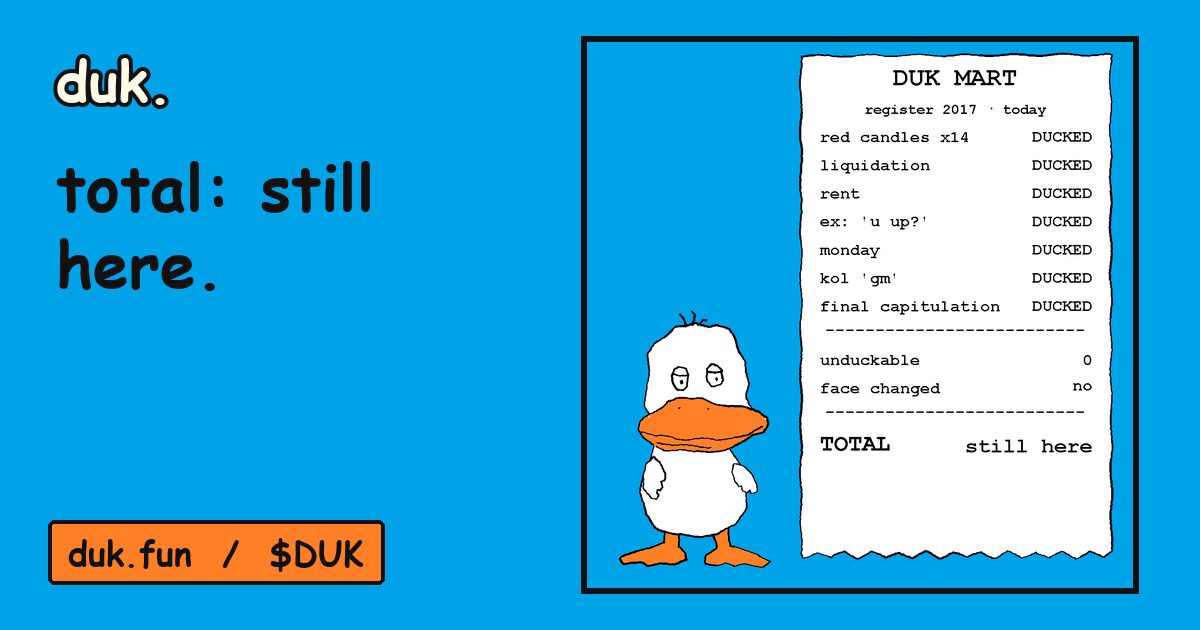 duk.
total: still
here.
duk.fun / $DUK
DUK MART
register 2017 · today
red candles x14 DUCKED
liquidation DUCKED
rent DUCKED
ex: 'u up?' DUCKED
monday DUCKED
kol 'gm' DUCKED
final capitulation DUCKED
--------------------------
unduckable 0
face changed no
--------------------------
TOTAL still here